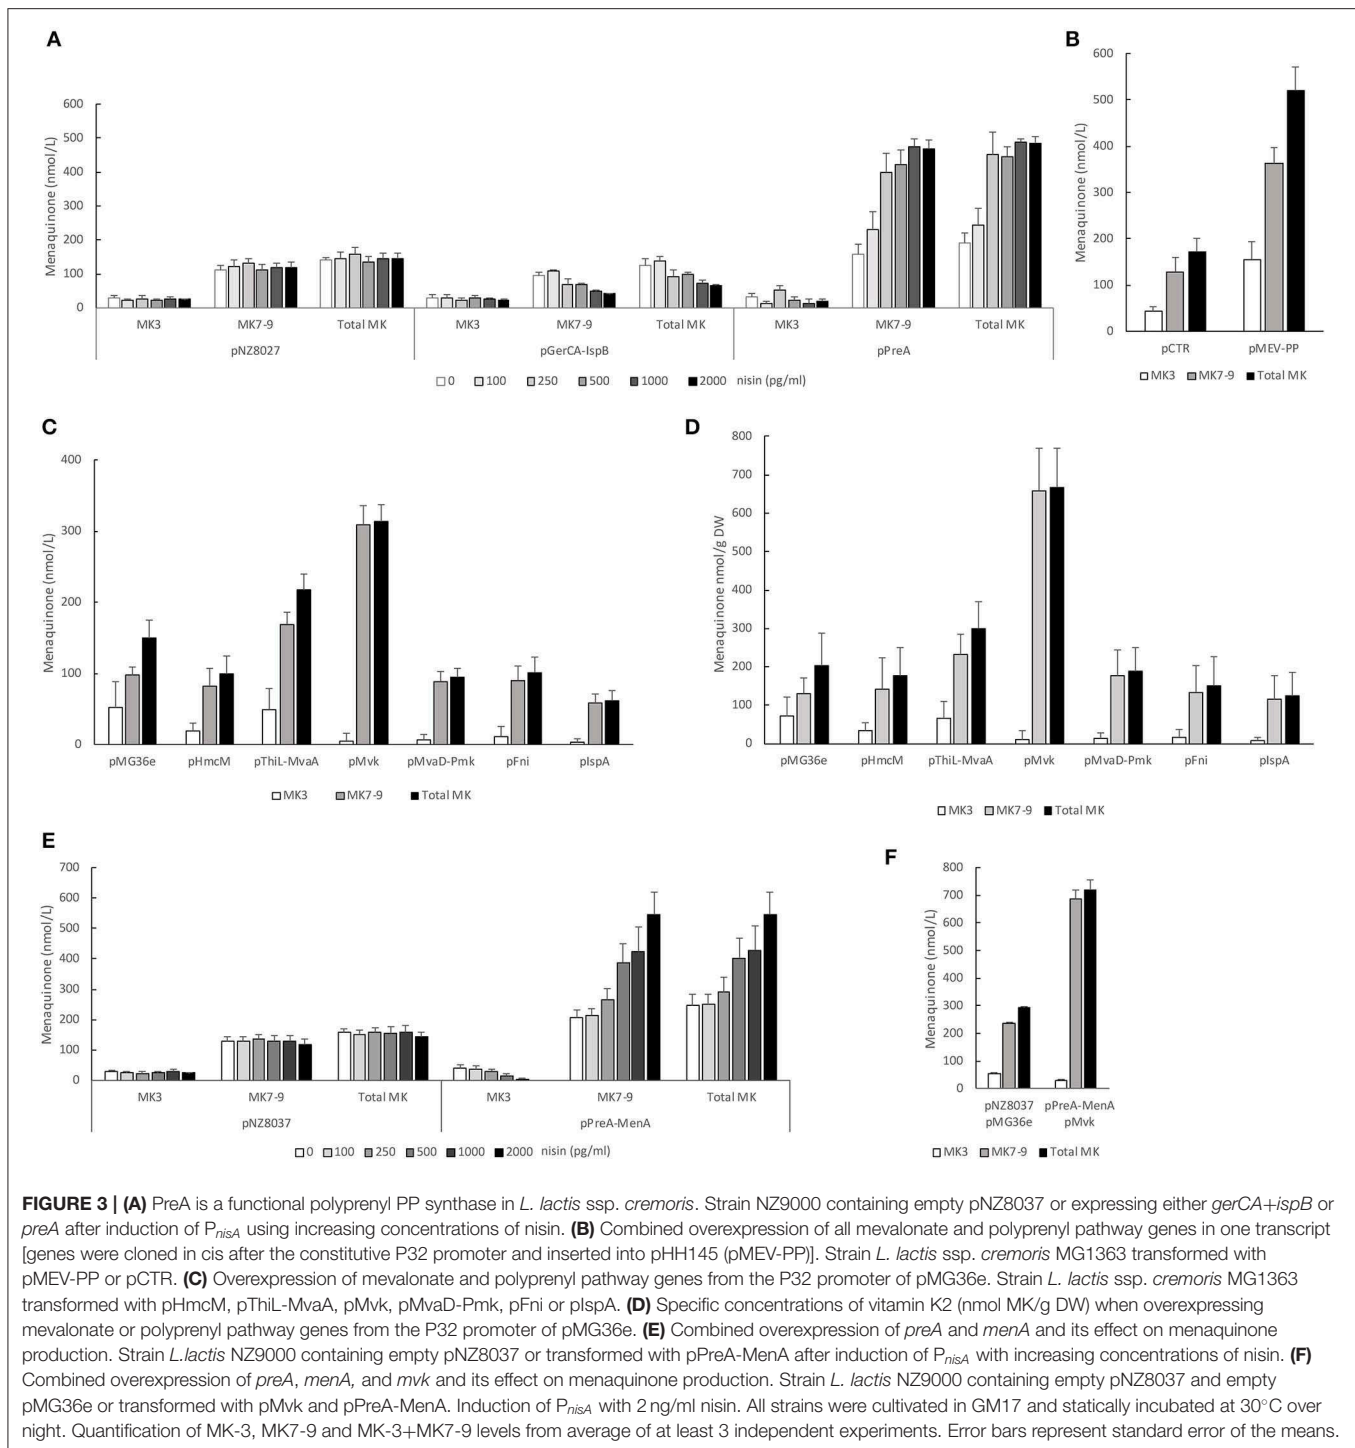 A
Menaquinone (nmol/L)
600
500
400
300
200
100
0
MK3 MK7-9 Total MK MK3 MK7-9 Total MK MK3 MK7-9 Total MK
pNZ8027 pGerCA-IspB pPreA
0 100 250 500 1000 2000 nisin (pg/ml)
B
Menaquinone (nmol/L)
600
500
400
300
200
100
0
pCTR pMEV-PP
MK3 MK7-9 Total MK
C
Menaquinone (nmol/L)
400
300
200
100
0
pMG36e pHmcM pThiL-MvaA pMvk pMvaD-Pmk pFni pIspA
MK3 MK7-9 Total MK
D
Menaquinone nmol/g DW
800
700
600
500
400
300
200
100
0
pMG36e pHmcM pThiL-MvaA pMvk pMvaD-Pmk pFni pIspA
MK3 MK7-9 Total MK
E
Menaquinone (nmol/L)
700
600
500
400
300
200
100
0
MK3 MK7-9 Total MK MK3 MK7-9 Total MK
pNZ8037 pPreA-MenA
0 100 250 500 1000 2000 nisin (pg/ml)
F
Menaquinone (nmol/L)
800
700
600
500
400
300
200
100
0
pNZ8037 pPreA-MenA
pMG36e pMvk
MK3 MK7-9 Total MK
FIGURE 3 | (A) PreA is a functional polyprenyl PP synthase in L. lactis ssp. cremoris. Strain NZ9000 containing empty pNZ8037 or expressing either gerCA+ispB or
preA after induction of PnisA using increasing concentrations of nisin. (B) Combined overexpression of all mevalonate and polyprenyl pathway genes in one transcript
[genes were cloned in cis after the constitutive P32 promoter and inserted into pHH145 (pMEV-PP)]. Strain L. lactis ssp. cremoris MG1363 transformed with
pMEV-PP or pCTR. (C) Overexpression of mevalonate and polyprenyl pathway genes from the P32 promoter of pMG36e. Strain L. lactis ssp. cremoris MG1363
transformed with pHmcM, pThiL-MvaA, pMvk, pMvaD-Pmk, pFni or pIspA. (D) Specific concentrations of vitamin K2 (nmol MK/g DW) when overexpressing
mevalonate or polyprenyl pathway genes from the P32 promoter of pMG36e. (E) Combined overexpression of preA and menA and its effect on menaquinone
production. Strain L.lactis NZ9000 containing empty pNZ8037 or transformed with pPreA-MenA after induction of PnisA with increasing concentrations of nisin. (F)
Combined overexpression of preA, menA, and mvk and its effect on menaquinone production. Strain L. lactis NZ9000 containing empty pNZ8037 and empty
pMG36e or transformed with pMvk and pPreA-MenA. Induction of PnisA with 2 ng/ml nisin. All strains were cultivated in GM17 and statically incubated at 30°C over
night. Quantification of MK-3, MK7-9 and MK-3+MK7-9 levels from average of at least 3 independent experiments. Error bars represent standard error of the means.